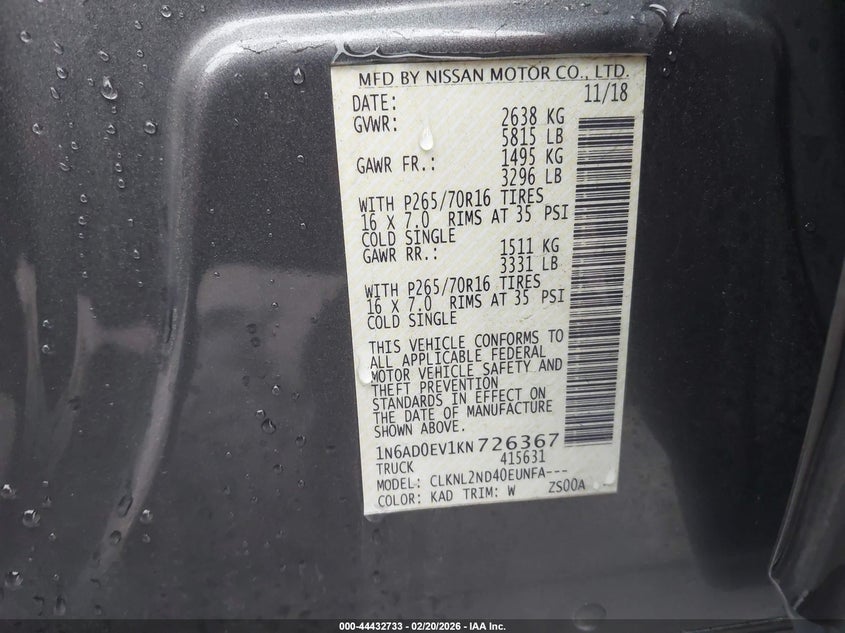 MFD BY NISSAN MOTOR CO., LTD.
DATE: 11/18
GVWR: 2638 KG
5815 LB
GAWR FR.: 1495 KG
3296 LB
WITH P265/70R16 TIRES
16 X 7.0 RIMS AT 35 PSI
COLD SINGLE
GAWR RR.: 1511 KG
3331 LB
WITH P265/70R16 TIRES
16 X 7.0 RIMS AT 35 PSI
COLD SINGLE
THIS VEHICLE CONFORMS TO
ALL APPLICABLE FEDERAL
MOTOR VEHICLE SAFETY AND
THEFT PREVENTION
STANDARDS IN EFFECT ON
THE DATE OF MANUFACTURE
SHOWN ABOVE.
1N6AD0EV1KN726367
TRUCK 415631
MODEL: CLKNL2ND40EUNFA---
COLOR: KAD TRIM: W ZS00A
000-44432733 - 02/20/2026 - IAA Inc.